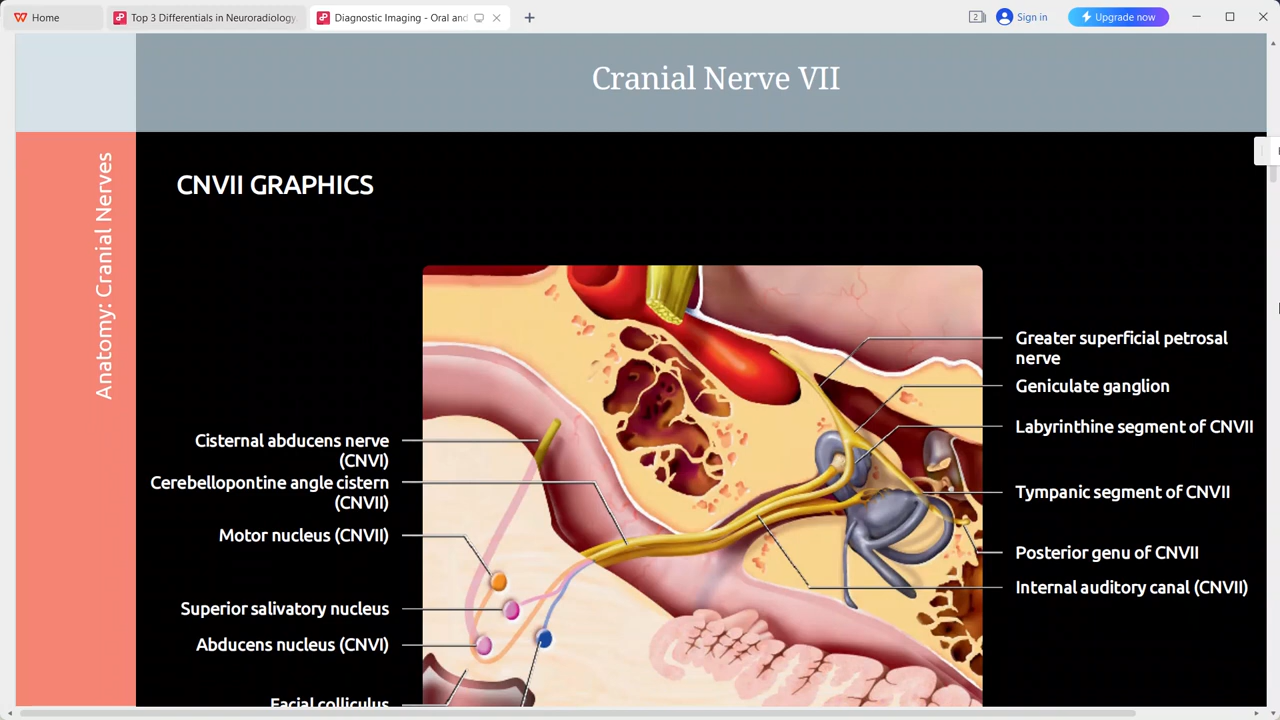 Home
Top 3 Differentials in Neuroradiology
Diagnostic Imaging - Oral and
2
Sign in
Upgrade now
Cranial Nerve VII
Anatomy: Cranial Nerves
CNVII GRAPHICS
Greater superficial petrosal
nerve
Geniculate ganglion
Labyrinthine segment of CNVII
Tympanic segment of CNVII
Posterior genu of CNVII
Internal auditory canal (CNVII)
Cisternal abducens nerve
(CNVI)
Cerebellopontine angle cistern
(CNVII)
Motor nucleus (CNVII)
Superior salivatory nucleus
Abducens nucleus (CNVI)
Facial colliculus